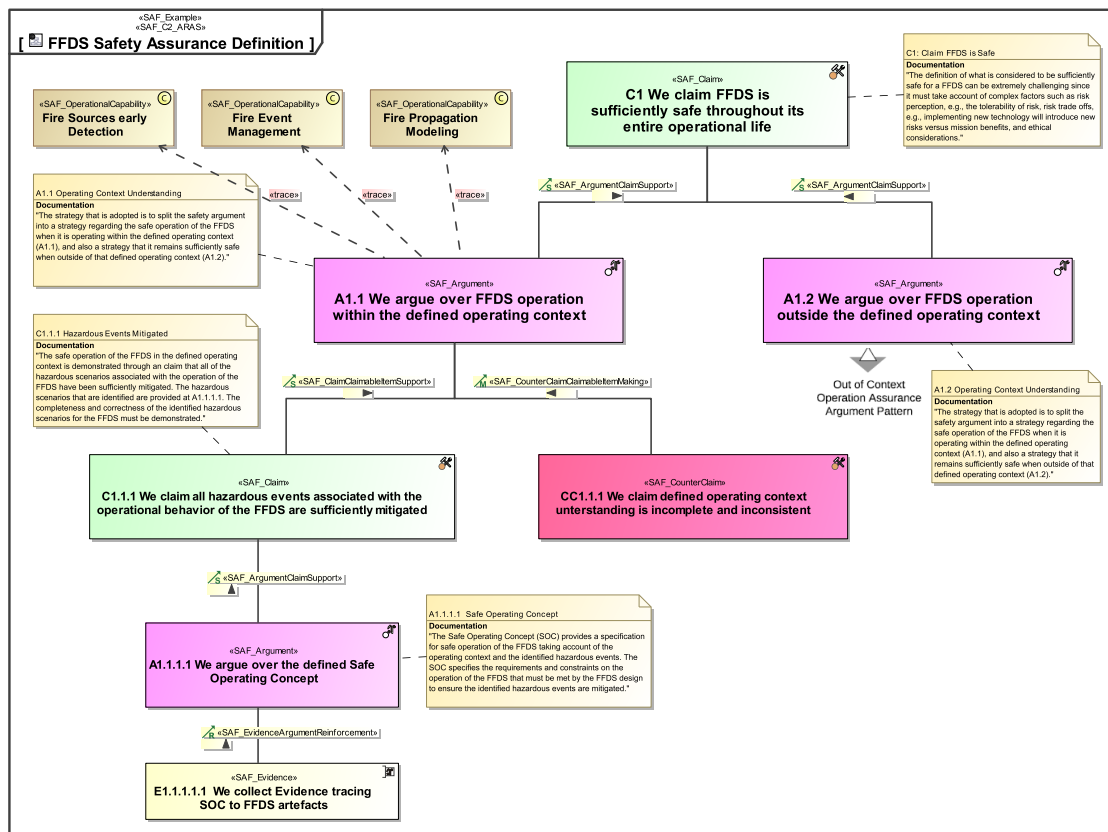 «SAF_Example»
«SAF_C2_ARAS»
[ FFDS Safety Assurance Definition ]
C1: Claim FFDS is Safe
Documentation
"The definition of what is considered to be sufficiently
safe for a FFDS can be extremely challenging since
it must take account of complex factors such as risk
perception, e.g., the tolerability of risk, risk trade offs,
e.g., implementing new technology will introduce new
risks versus mission benefits, and ethical
considerations."
«SAF_Claim»
C1 We claim FFDS is
sufficiently safe throughout its
entire operational life
«SAF_OperationalCapability»
Fire Sources early
Detection
C
«SAF_OperationalCapability»
Fire Event
Management
C
«SAF_OperationalCapability»
Fire Propagation
Modeling
C
«trace»
«trace»
«trace»
S «SAF_ArgumentClaimSupport»
S «SAF_ArgumentClaimSupport»
A1.1 Operating Context Understanding
Documentation
"The strategy that is adopted is to split the safety argument
into a strategy regarding the safe operation of the FFDS
when it is operating within the defined operating context
(A1.1), and also a strategy that it remains sufficiently safe
when outside of that defined operating context (A1.2)."
«SAF_Argument»
A1.1 We argue over FFDS operation
within the defined operating context
«SAF_Argument»
A1.2 We argue over FFDS operation
outside the defined operating context
Out of Context
Operation Assurance
Argument Pattern
C1.1.1 Hazardous Events Mitigated
Documentation
"The safe operation of the FFDS in the defined operating
context is demonstrated through an claim that all of the
hazardous scenarios associated with the operation of the
FFDS have been sufficiently mitigated. The hazardous
scenarios that are identified are provided at A1.1.1.1. The
completeness and correctness of the identified hazardous
scenarios for the FFDS must be demonstrated."
S «SAF_ClaimClaimableItemSupport»
M «SAF_CounterClaimClaimableItemMaking»
A1.2 Operating Context Understanding
Documentation
"The strategy that is adopted is to split the
safety argument into a strategy regarding the
safe operation of the FFDS when it is
operating within the defined operating
context (A1.1), and also a strategy that it
remains sufficiently safe when outside of that
defined operating context (A1.2)."
«SAF_Claim»
C1.1.1 We claim all hazardous events associated with the
operational behavior of the FFDS are sufficiently mitigated
«SAF_CounterClaim»
CC1.1.1 We claim defined operating context
unterstanding is incomplete and inconsistent
S «SAF_ArgumentClaimSupport»
«SAF_Argument»
A1.1.1.1 We argue over the defined Safe
Operating Concept
A1.1.1.1 Safe Operating Concept
Documentation
"The Safe Operating Concept (SOC) provides a specification
for safe operation of the FFDS taking account of the
operating context and the identified hazardous events. The
SOC specifies the requirements and constraints on the
operation of the FFDS that must be met by the FFDS design
to ensure the identified hazardous events are mitigated."
R «SAF_EvidenceArgumentReinforcement»
«SAF_Evidence»
E1.1.1.1.1 We collect Evidence tracing
SOC to FFDS artefacts